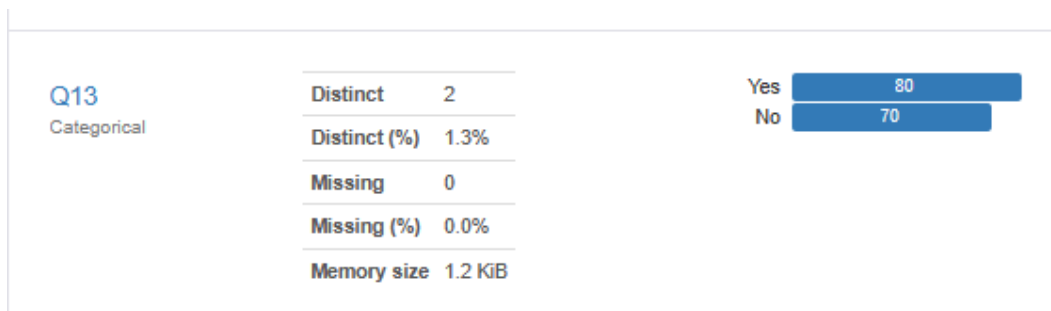 Q13
Categorical
Distinct 2
Distinct (%) 1.3%
Missing 0
Missing (%) 0.0%
Memory size 1.2 KiB
Yes 80
No 70